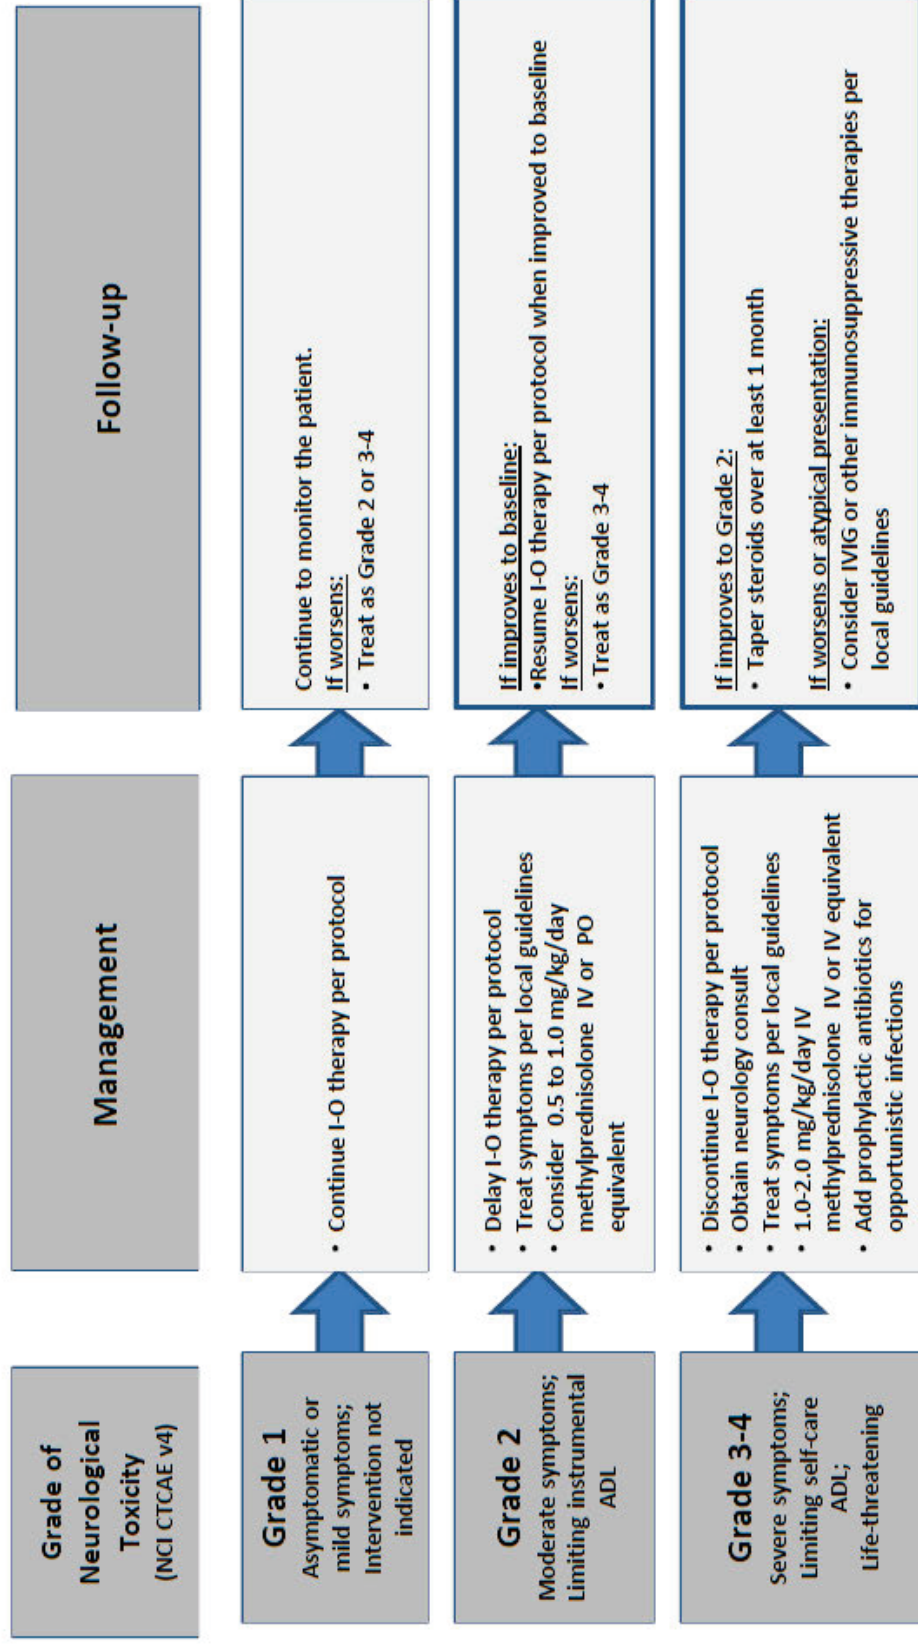 Grade of
Neurological
Toxicity
(NCI CTCAE v4)
Management
Follow-up
Grade 1
Asymptomatic or
mild symptoms;
Intervention not
indicated
• Continue I-O therapy per protocol
Continue to monitor the patient.
If worsens:
• Treat as Grade 2 or 3-4
Grade 2
Moderate symptoms;
Limiting instrumental
ADL
• Delay I-O therapy per protocol
• Treat symptoms per local guidelines
• Consider 0.5 to 1.0 mg/kg/day
methylprednisolone IV or PO
equivalent
If improves to baseline:
•Resume I-O therapy per protocol when improved to baseline
If worsens:
• Treat as Grade 3-4
Grade 3-4
Severe symptoms;
Limiting self-care
ADL;
Life-threatening
• Discontinue I-O therapy per protocol
• Obtain neurology consult
• Treat symptoms per local guidelines
• 1.0-2.0 mg/kg/day IV
methylprednisolone IV or IV equivalent
• Add prophylactic antibiotics for
opportunistic infections
If improves to Grade 2:
• Taper steroids over at least 1 month
If worsens or atypical presentation:
• Consider IVIG or other immunosuppressive therapies per
local guidelines